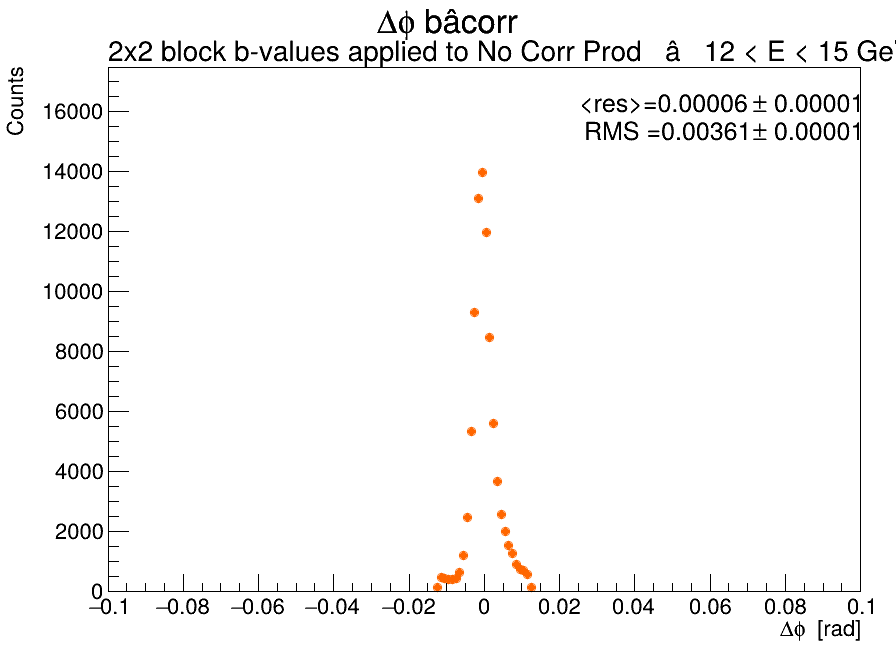 Δϕ bâcorr
2x2 block b-values applied to No Corr Prod â 12 < E < 15 GeV
Counts
<res>=0.00006± 0.00001
RMS =0.00361± 0.00001
16000
14000
12000
10000
8000
6000
4000
2000
0
−0.1 −0.08 −0.06 −0.04 −0.02 0 0.02 0.04 0.06 0.08 0.1
Δϕ [rad]